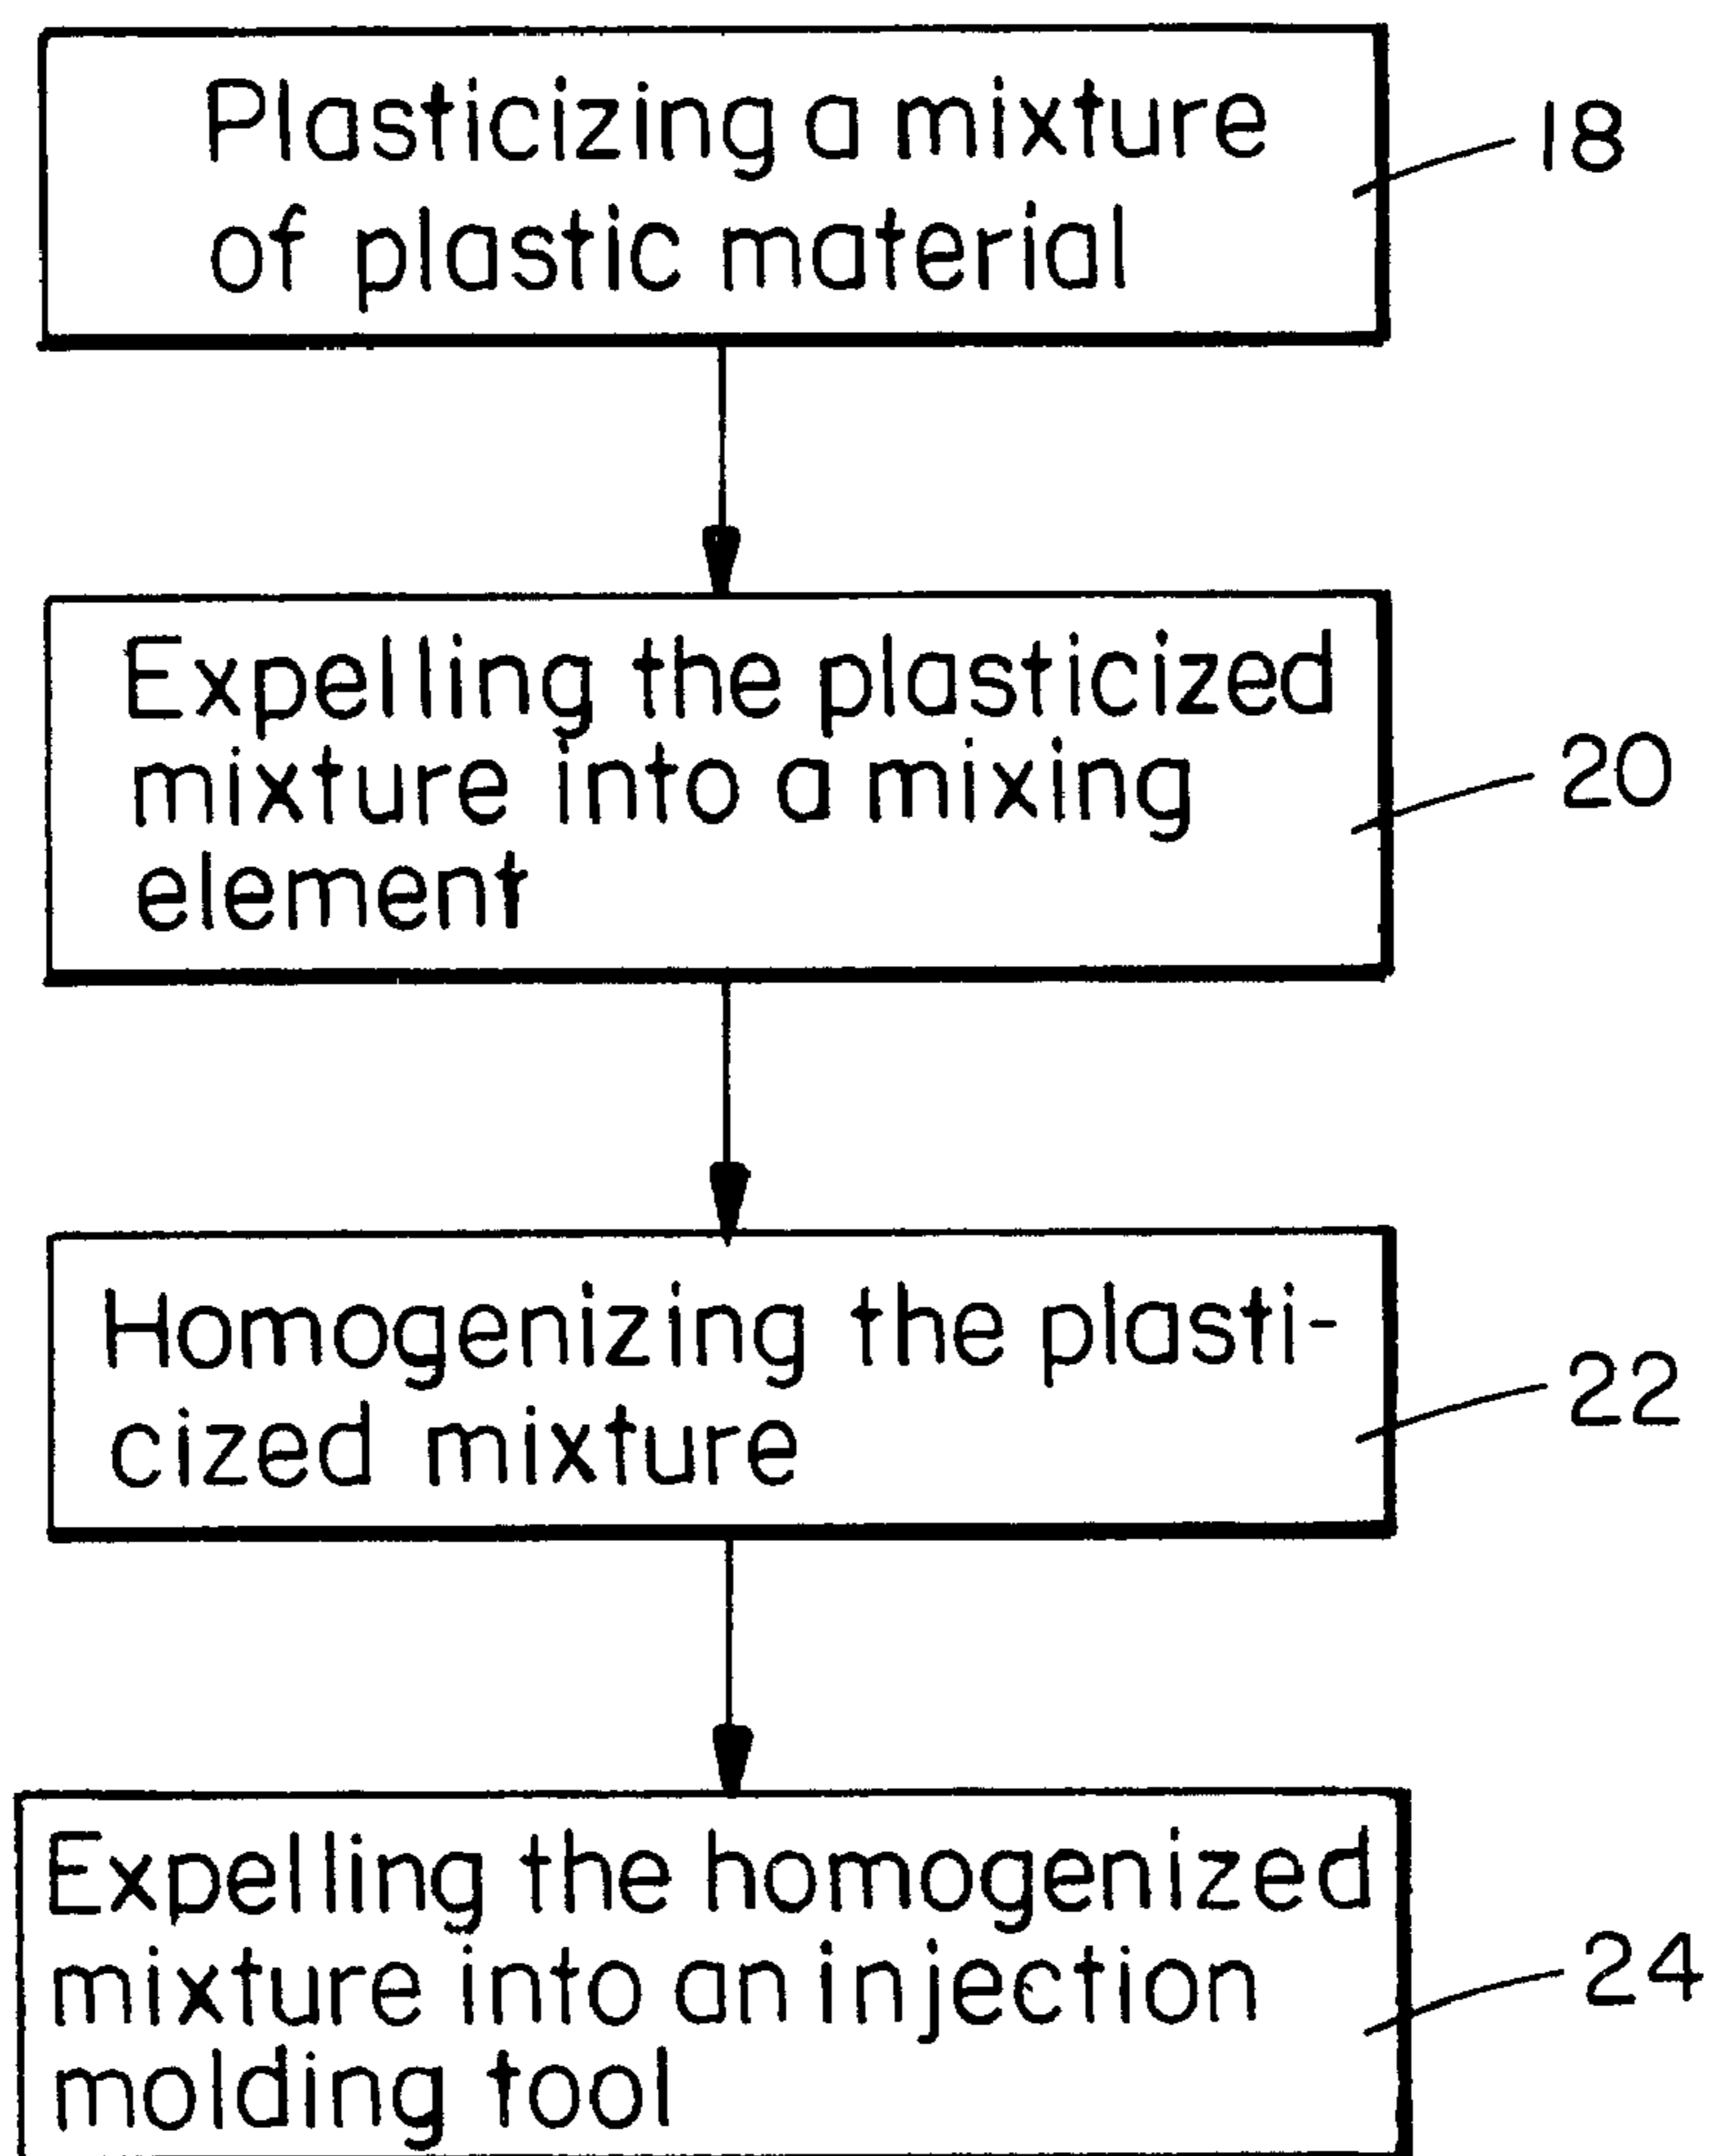 Plasticizing a mixture
of plastic material
18
Expelling the plasticized
mixture into a mixing
element
20
Homogenizing the plasti-
cized mixture
22
Expelling the homogenized
mixture into an injection
molding tool
24